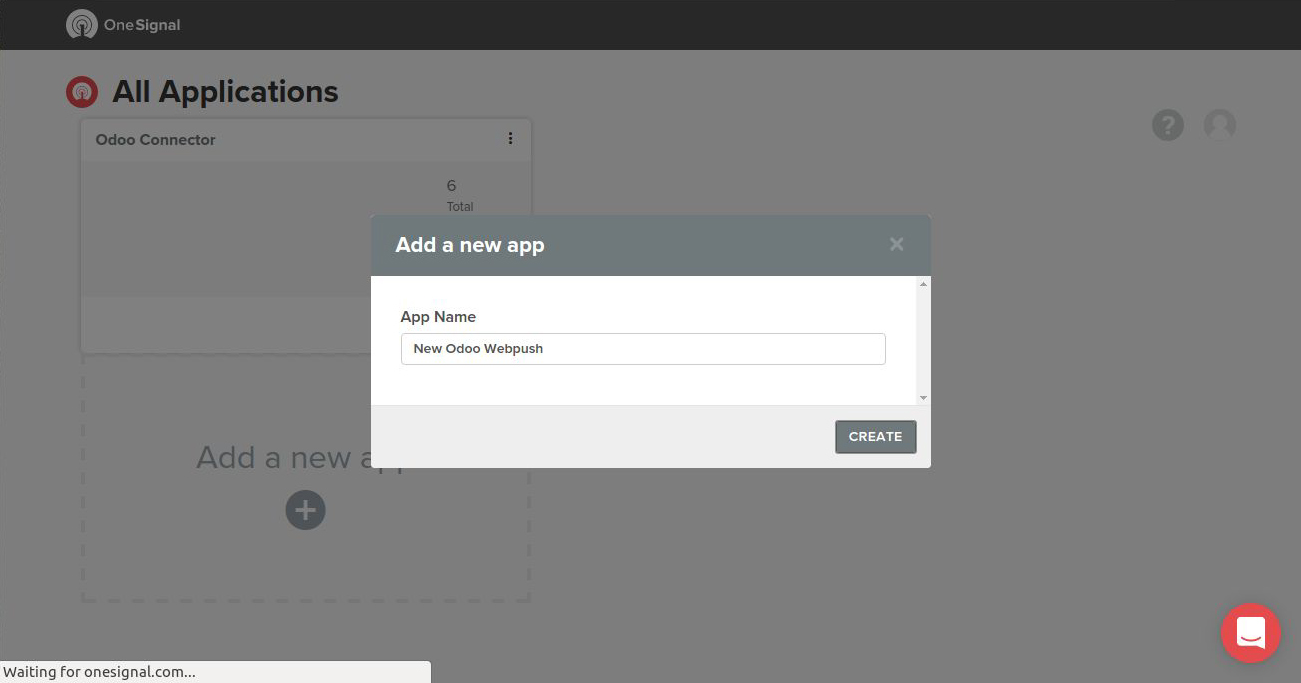 OneSignal
All Applications
Odoo Connector
?
6
Total
Add a new app
×
App Name
New Odoo Webpush
CREATE
Add a new app
Waiting for onesignal.com...